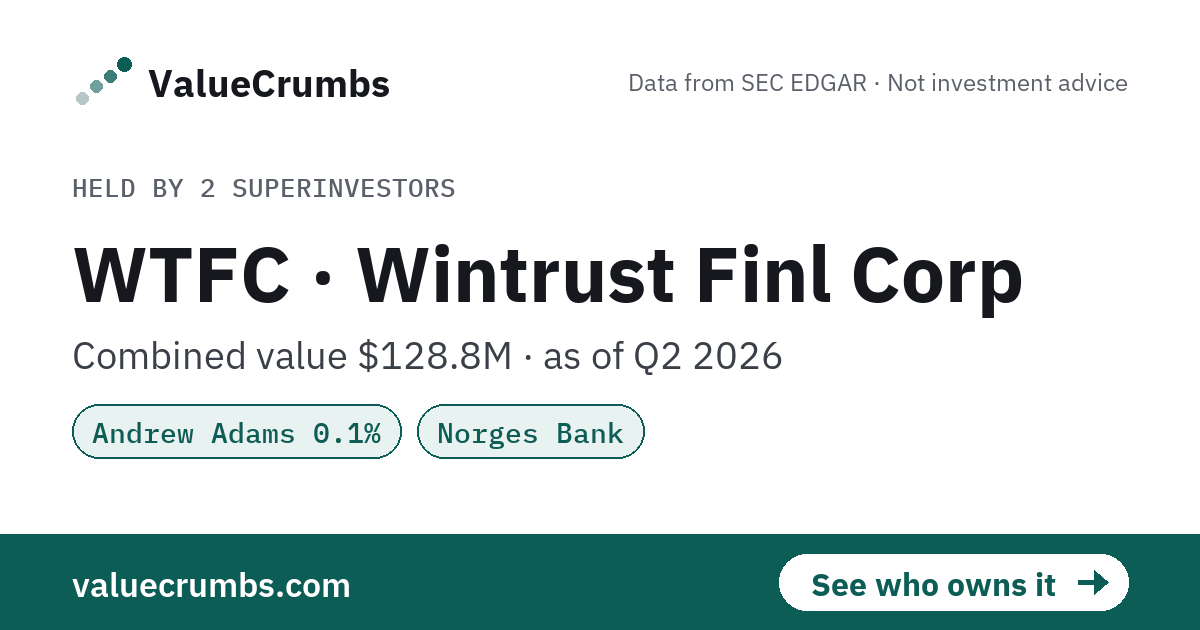 ValueCrumbs
Data from SEC EDGAR · Not investment advice
HELD BY 2 SUPERINVESTORS
WTFC · Wintrust Finl Corp
Combined value $128.8M · as of Q2 2026
Andrew Adams 0.1%
Norges Bank
valuecrumbs.com
See who owns it →